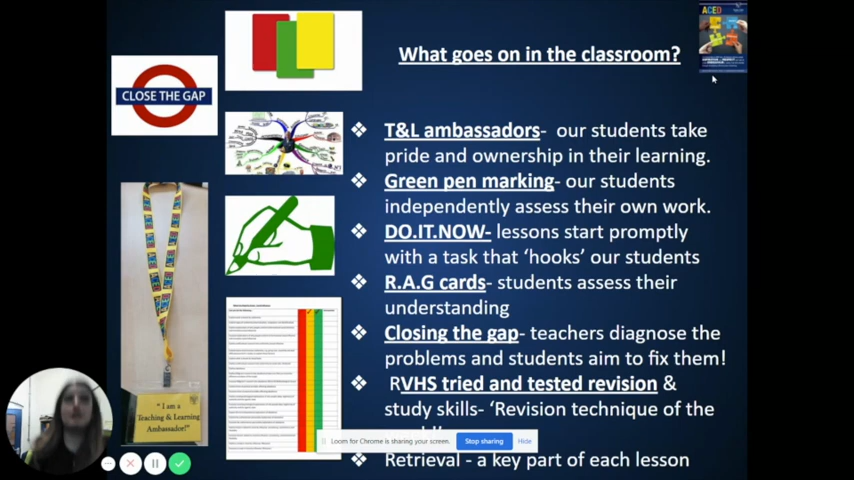 ACED
What goes on in the classroom?
CLOSE THE GAP
T&L ambassadors- our students take
pride and ownership in their learning.
Green pen marking- our students
independently assess their own work.
DO.IT.NOW- lessons start promptly
with a task that ‘hooks’ our students
R.A.G cards- students assess their
understanding
Closing the gap- teachers diagnose the
problems and students aim to fix them!
RVHS tried and tested revision &
study skills- ‘Revision technique of the
Retrieval - a key part of each lesson
" I am a
Teaching & Learning
Ambassador!"
Loom for Chrome is sharing your screen.
Stop sharing
Hide